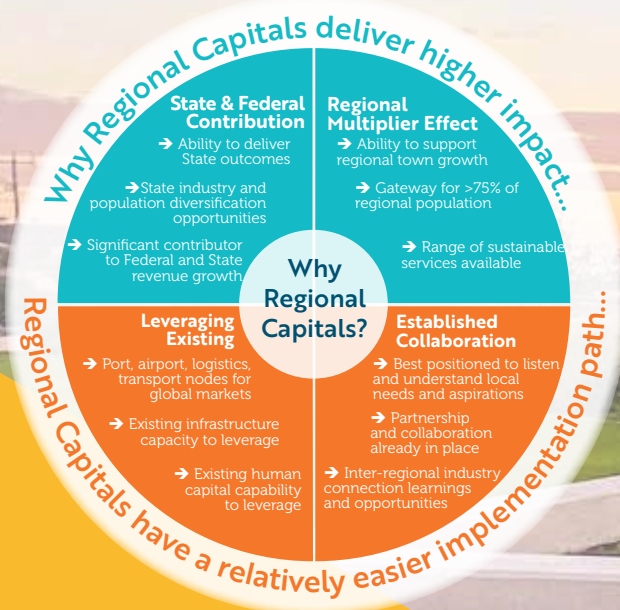 Why Regional Capitals deliver higher impact...
State & Federal
Contribution
➔ Ability to deliver
State outcomes
➔State industry and
population diversification
opportunities
➔ Significant contributor
to Federal and State
revenue growth
Regional
Multiplier Effect
➔ Ability to support
regional town growth
➔ Gateway for >75% of
regional population
➔ Range of sustainable
services available
Why
Regional
Capitals?
Leveraging
Existing
➔ Port, airport, logistics,
transport nodes for
global markets
➔ Existing infrastructure
capacity to leverage
➔ Existing human
capital capability
to leverage
Established
Collaboration
➔ Best positioned to listen
and understand local
needs and aspirations
➔ Partnership
and collaboration
already in place
➔ Inter-regional industry
connection learnings
and opportunities
Regional Capitals have a relatively easier implementation path...